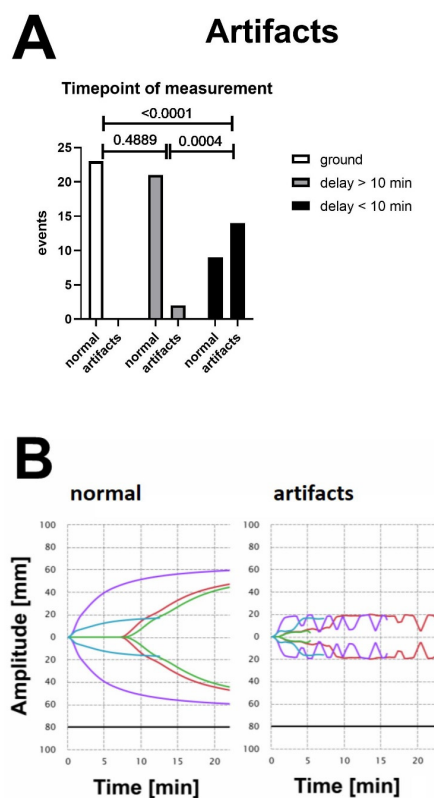 A
Artifacts
Timepoint of measurement
<0.0001
0.4889
0.0004
25
20
15
10
5
0
events
normal
artifacts
normal
artifacts
normal
artifacts
ground
delay > 10 min
delay < 10 min
B
normal
artifacts
Amplitude [mm]
100
80
60
40
20
0
20
40
60
80
100
0
5
10
15
20
Time [min]
100
80
60
40
20
0
20
40
60
80
100
0
5
10
15
20
Time [min]